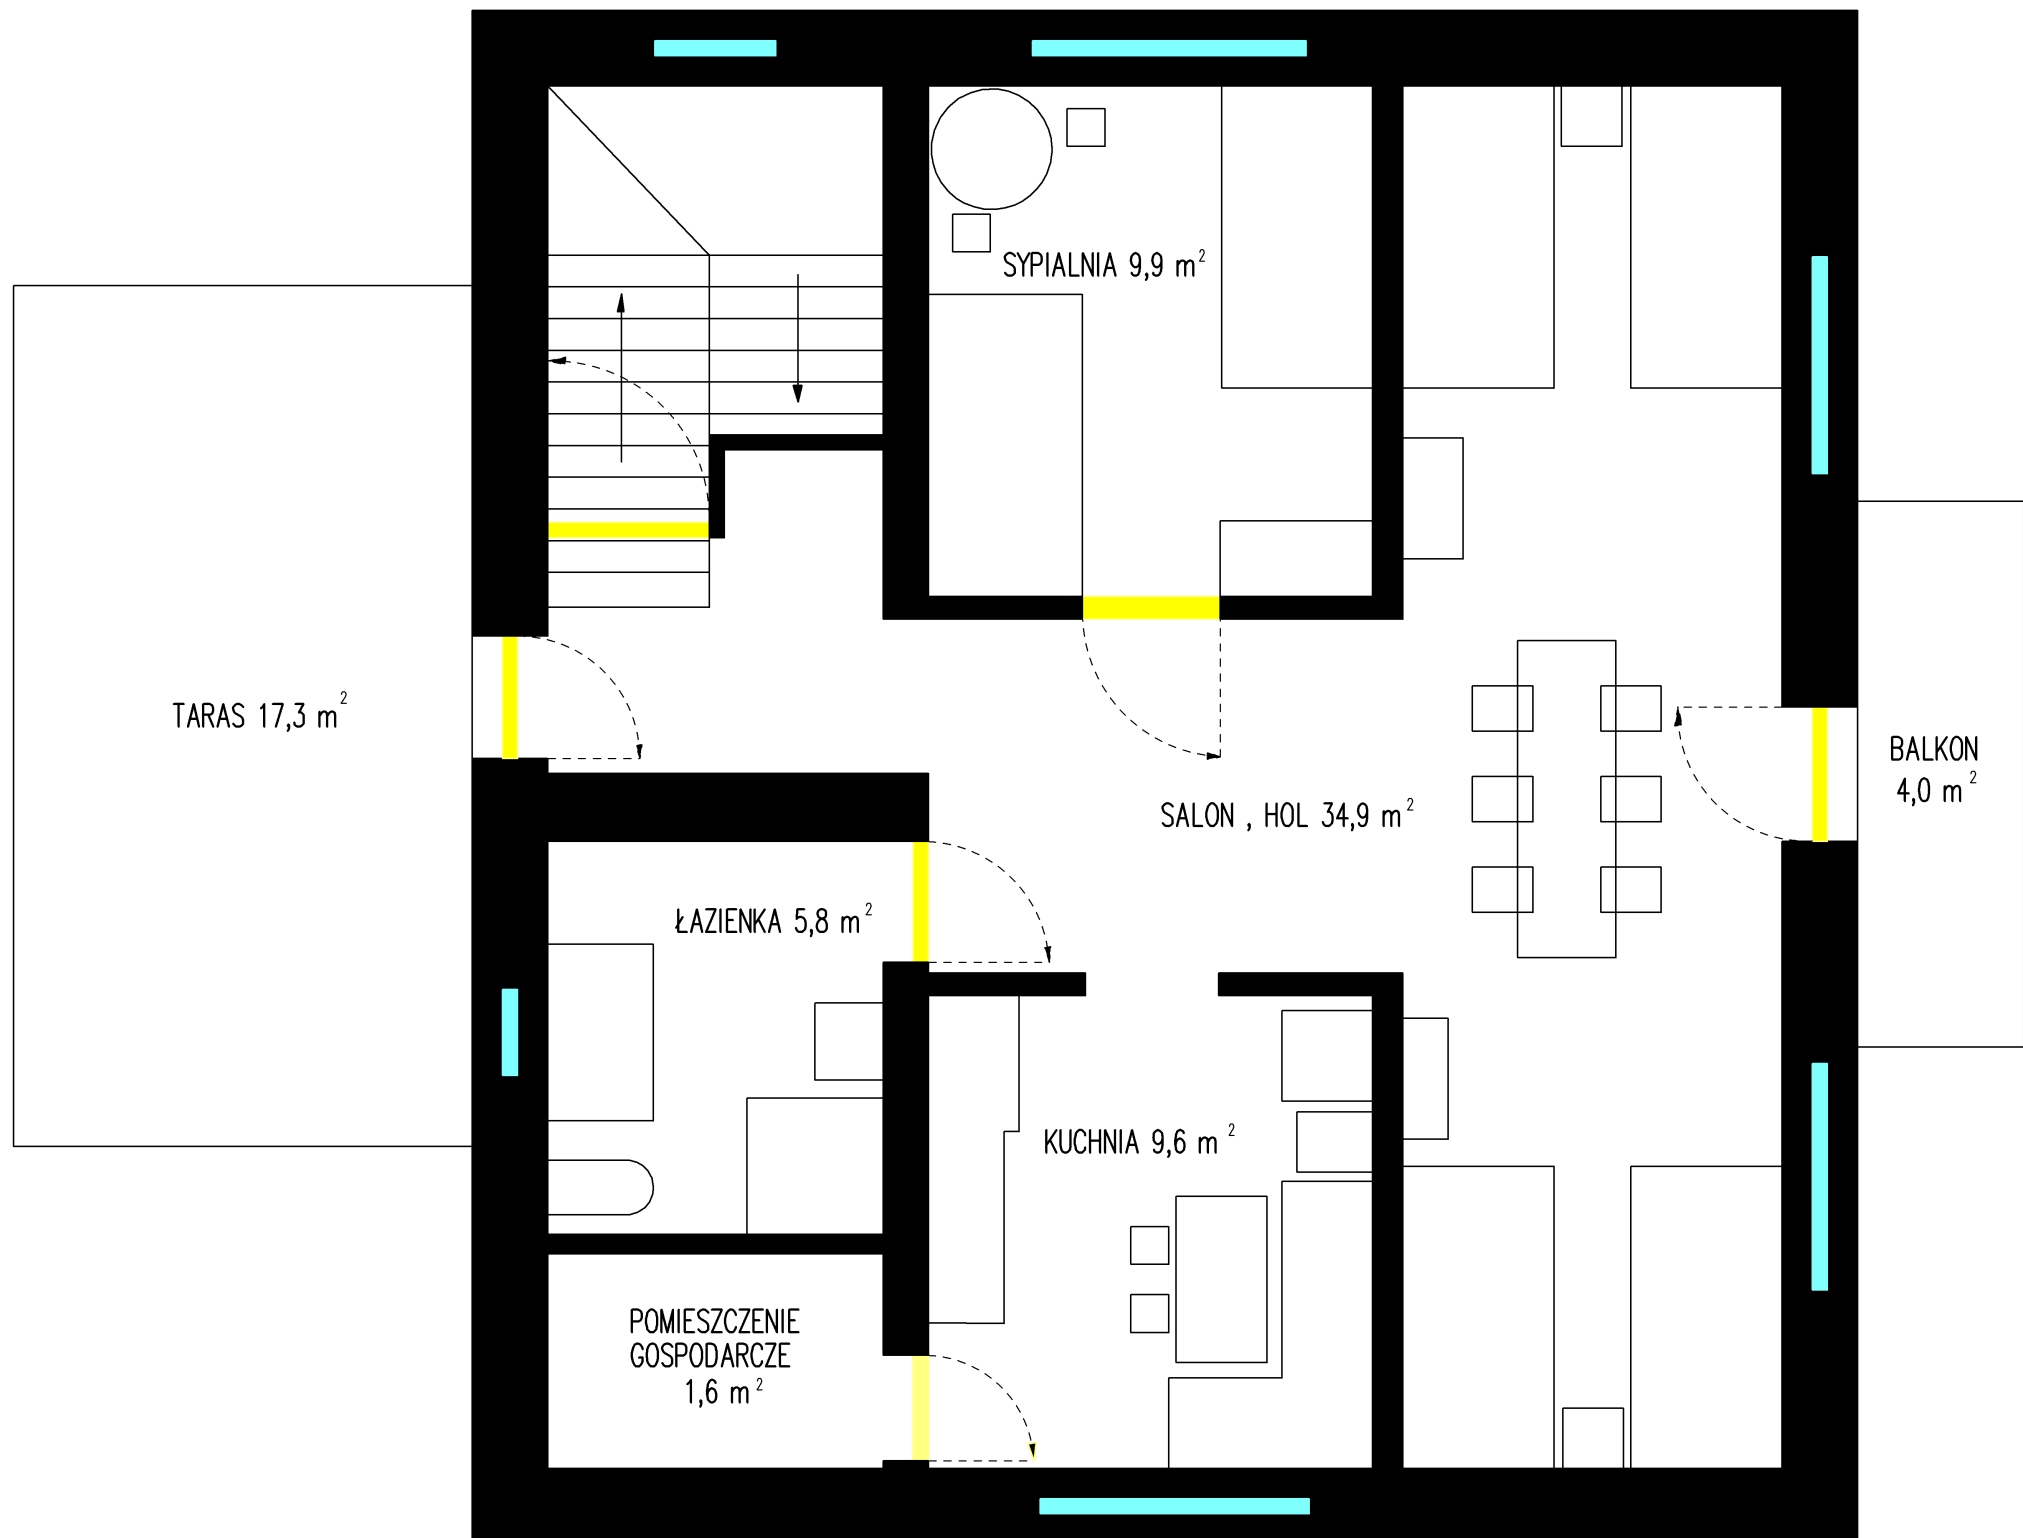 SYPIALNIA 9,9 m²
TARAS 17,3 m²
BALKON
4,0 m²
SALON , HOL 34,9 m²
ŁAZIENKA 5,8 m²
KUCHNIA 9,6 m²
POMIESZCZENIE
GOSPODARCZE
1,6 m²